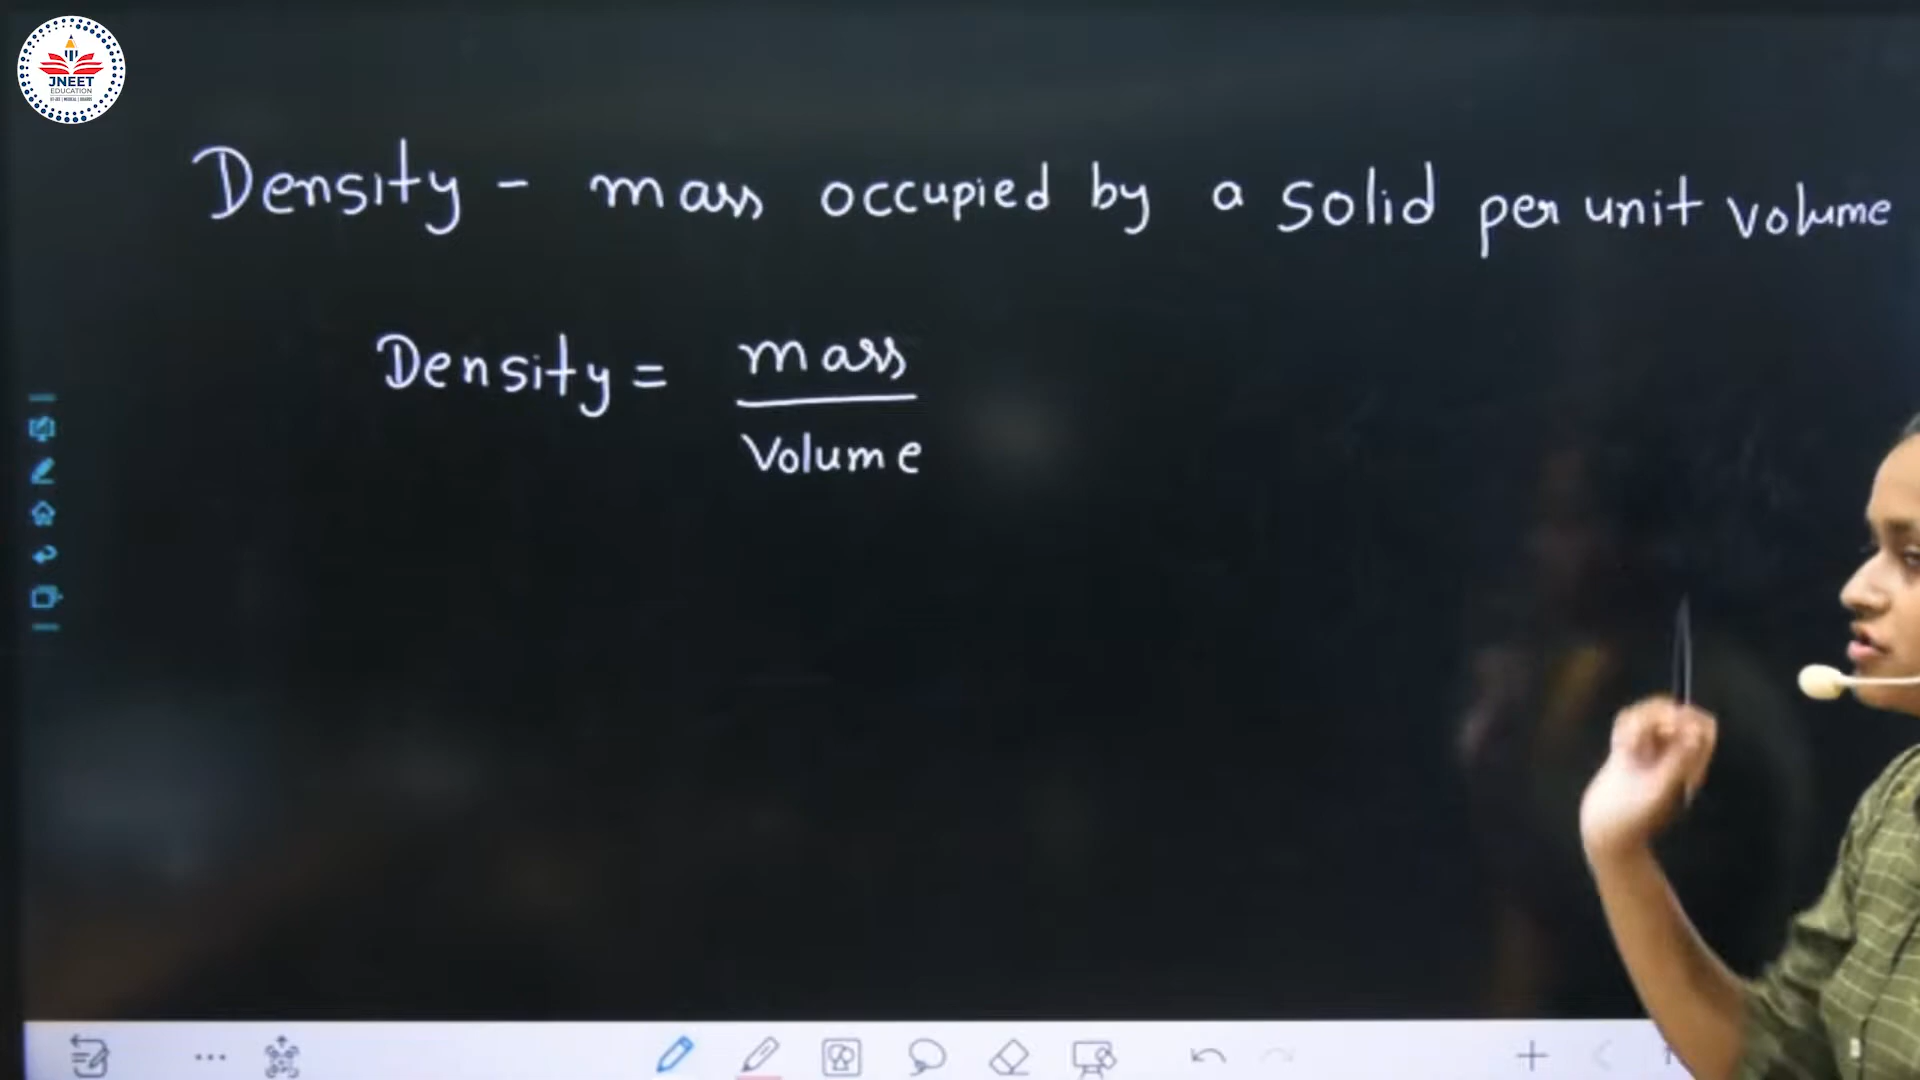 JNEET
EDUCATION
Density - mass occupied by a solid per unit volume
Density = mass
Volume